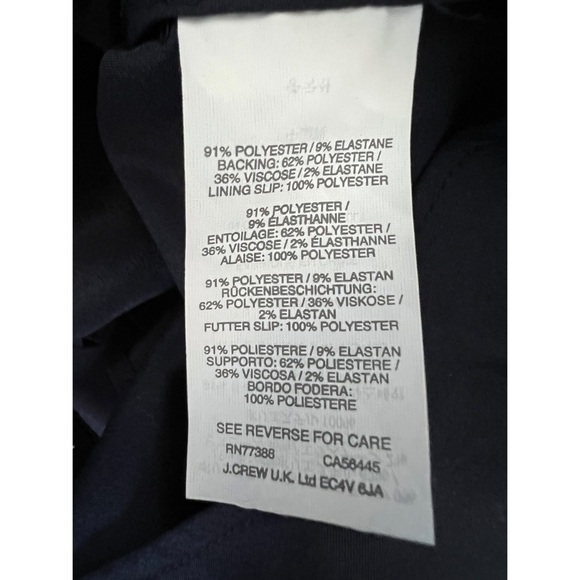 91% POLYESTER / 9% ELASTANE
BACKING: 62% POLYESTER /
36% VISCOSE / 2% ELASTANE
LINING SLIP: 100% POLYESTER
91% POLYESTER /
9% ÉLASTHANNE
ENTOILAGE: 62% POLYESTER /
36% VISCOSE / 2% ÉLASTHANNE
ALAISE: 100% POLYESTER
91% POLYESTER / 9% ELASTAN
RÜCKENBESCHICHTUNG:
62% POLYESTER / 36% VISKOSE /
2% ELASTAN
FUTTER SLIP: 100% POLYESTER
91% POLIESTERE / 9% ELASTAN
SUPPORTO: 62% POLIESTERE /
36% VISCOSA / 2% ELASTAN
BORDO FODERA:
100% POLIESTERE
SEE REVERSE FOR CARE
RN77388 CA56445
J.CREW U.K. Ltd EC4V 6JA